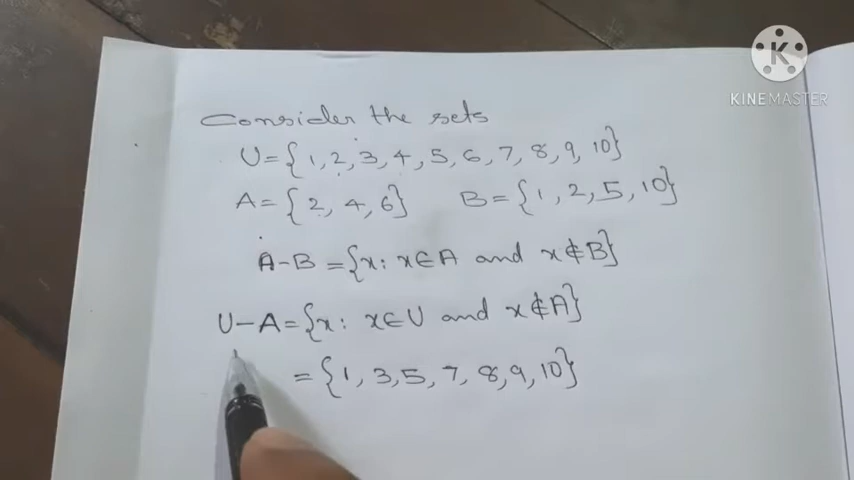 KINEMASTER
Consider the sets
U={1,2,3,4,5,6,7,8,9,10}
A={2,4,6} B={1,2,5,10}
A-B={x: x∈A and x∉B}
U-A={x: x∈U and x∉A}
={1,3,5,7,8,9,10}